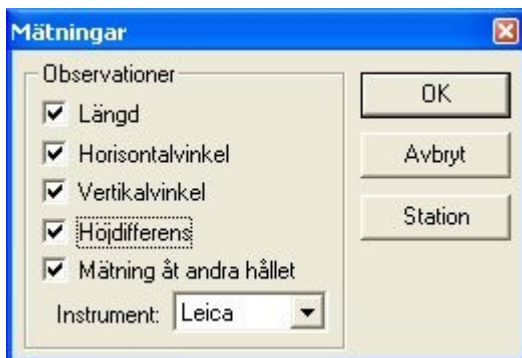 Mätningar
Observationer
Längd
Horisontalvinkel
Vertikalvinkel
Höjdifferens
Mätning åt andra hållet
Instrument: Leica
OK
Avbryt
Station